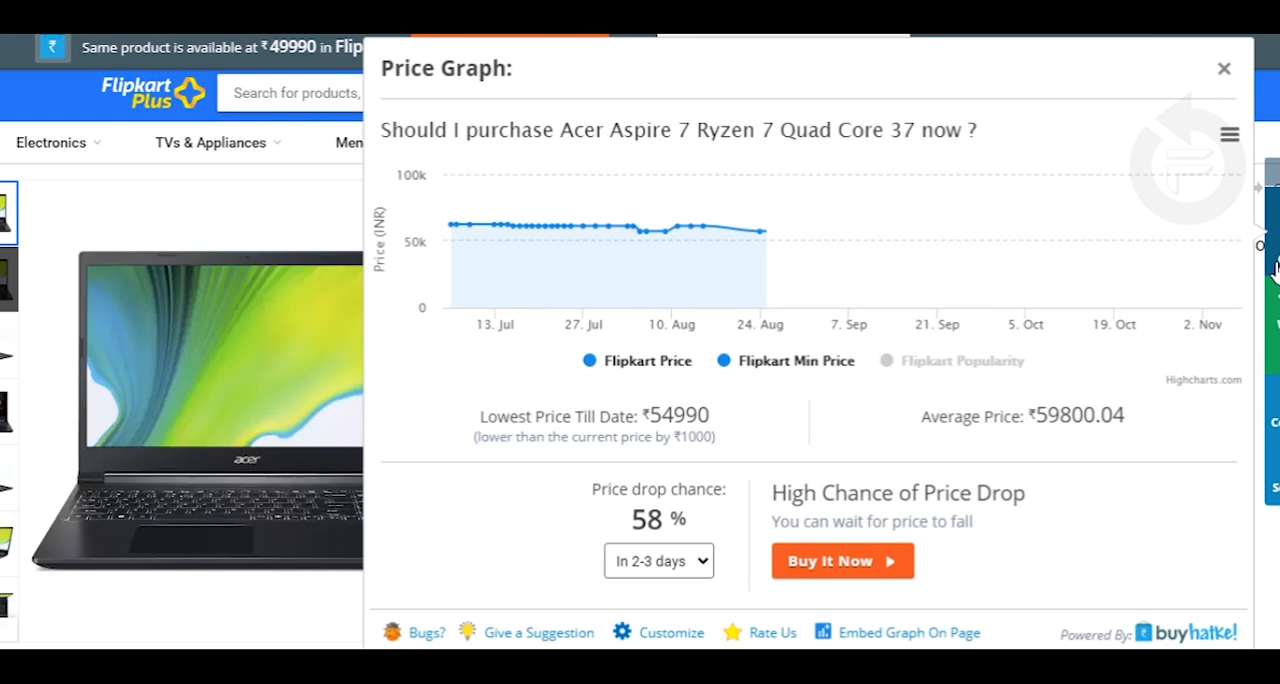 Same product is available at ₹49990 in Flip
Price Graph:
Flipkart
Plus
Search for products,
Electronics
TVs & Appliances
Men
Should I purchase Acer Aspire 7 Ryzen 7 Quad Core 37 now ?
100k
50k
0
Price (INR)
13. Jul
27. Jul
10. Aug
24. Aug
7. Sep
21. Sep
5. Oct
19. Oct
2. Nov
Flipkart Price
Flipkart Min Price
Flipkart Popularity
Highcharts.com
Lowest Price Till Date: ₹54990
(lower than the current price by ₹1000)
Average Price: ₹59800.04
acer
Price drop chance:
58 %
In 2-3 days
High Chance of Price Drop
You can wait for price to fall
Buy It Now
Bugs?
Give a Suggestion
Customize
Rate Us
Embed Graph On Page
Powered By: buyhatke!